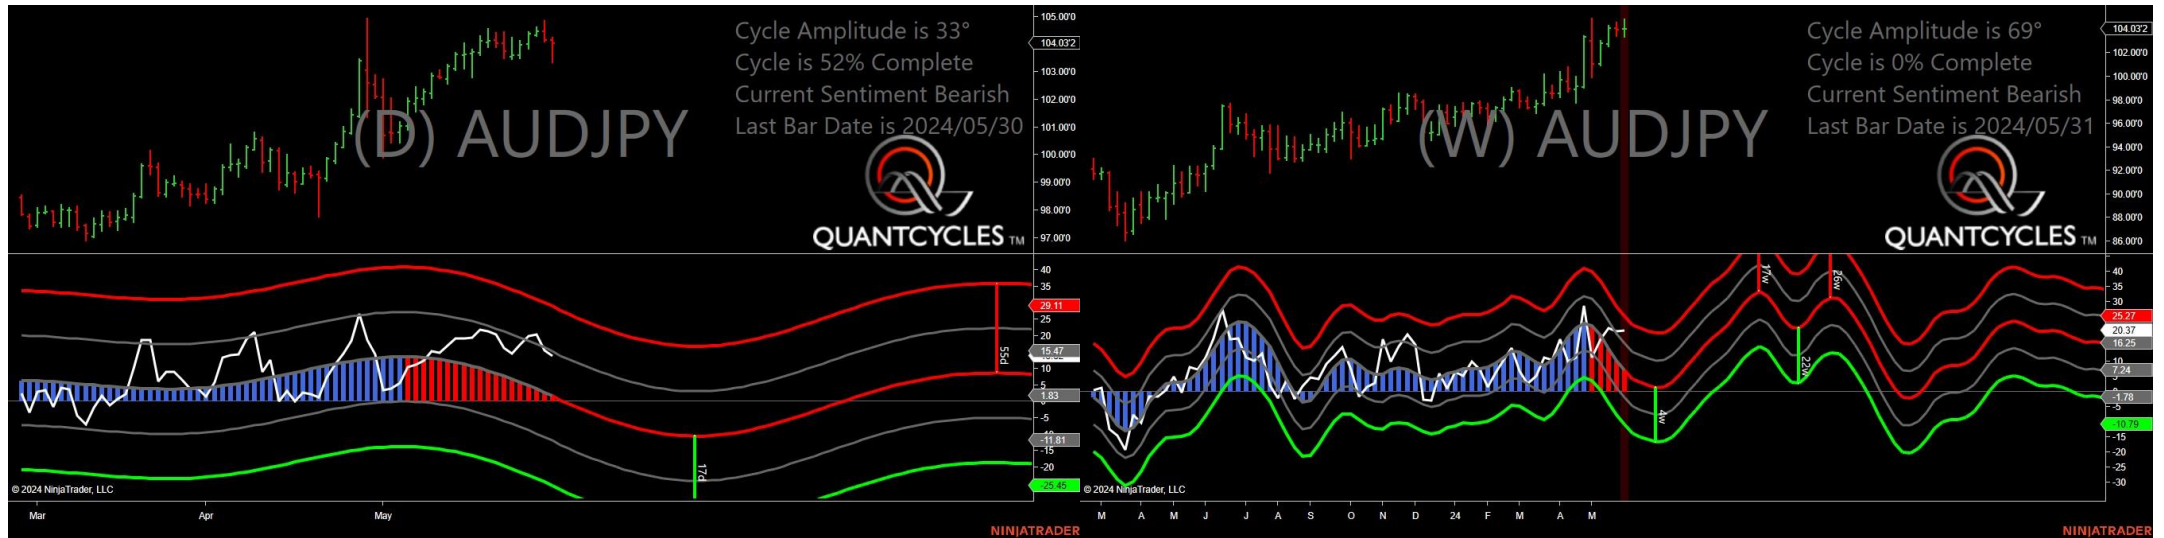 Cycle Amplitude is 33°
Cycle is 52% Complete
Current Sentiment Bearish
Last Bar Date is 2024/05/30
(D) AUDJPY
QUANTCYCLES TM
105.00'0
104.03'2
103.00'0
102.00'0
101.00'0
100.00'0
99.00'0
98.00'0
97.00'0
40
35
29.11
25
20
15.47
10
5
1.83
-5
-11.81
-15
-20
-25.45
55d
17d
© 2024 NinjaTrader, LLC
Mar Apr May
NINJATRADER
Cycle Amplitude is 69°
Cycle is 0% Complete
Current Sentiment Bearish
Last Bar Date is 2024/05/31
(W) AUDJPY
QUANTCYCLES TM
104.03'2
102.00'0
100.00'0
98.00'0
96.00'0
94.00'0
92.00'0
90.00'0
88.00'0
86.00'0
17w
26w
22w
4w
40
35
30
25.27
20.37
16.25
10
7.24
-1.78
-5
-10.79
-15
-20
-25
-30
© 2024 NinjaTrader, LLC
M A M J J A S O N D 24 F M A M
NINJATRADER